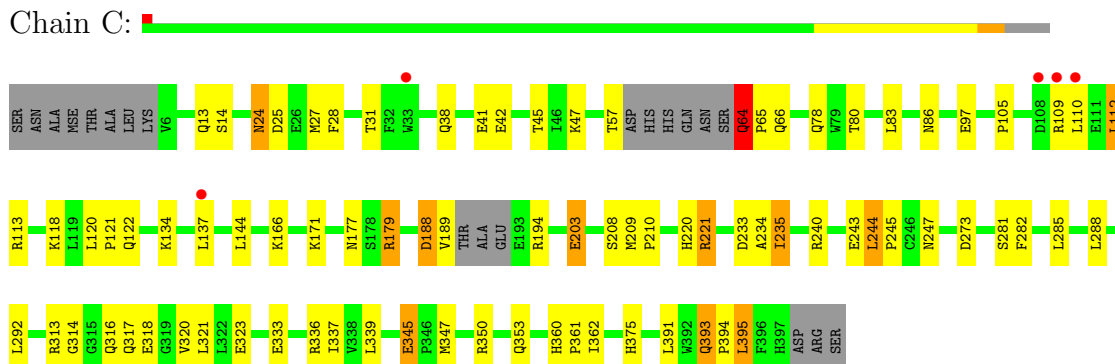 Chain C:
SER ASN ALA MSE THR ALA LEU LYS V6 Q13 S14 N24 D25 E26 M27 F28 T31 F32 W33 Q38 E41 E42 T45 I46 K47 T57 ASP HIS HIS GLN ASN SER Q64 P65 Q66 Q78 W79 T80 L83 N86 E97 P105 D108 R109 L110 E111 L112
R113 K118 L119 L120 P121 Q122 K134 L137 L144 K166 K171 N177 S178 R179 D188 V189 THR ALA GLU E193 R194 E203 S208 M209 P210 H220 R221 D233 A234 I235 R240 E243 L244 P245 C246 N247 D273 S281 F282 L285 L288
L292 R313 G314 G315 Q316 Q317 E318 G319 V320 L321 L322 E323 E333 R336 I337 V338 L339 E345 P346 M347 R350 Q353 H360 P361 I362 H375 L391 W392 Q393 P394 L395 F396 H397 ASP ARG SER